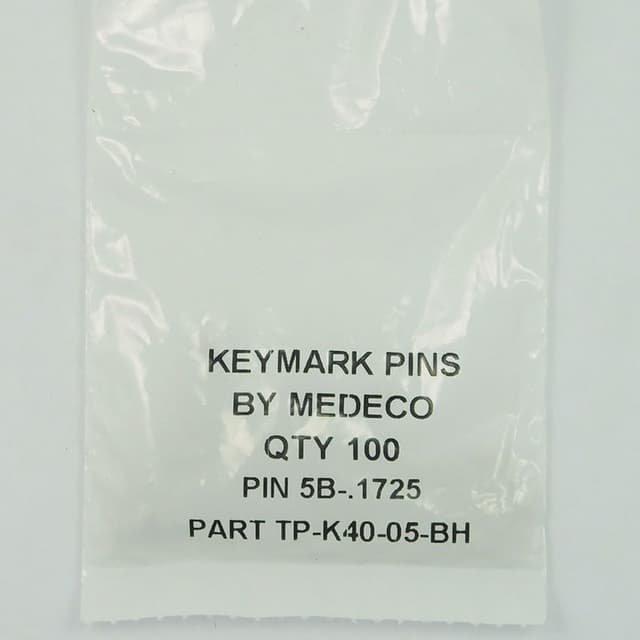 KEYMARK PINS
BY MEDECO
QTY 100
PIN 5B-.1725
PART TP-K40-05-BH